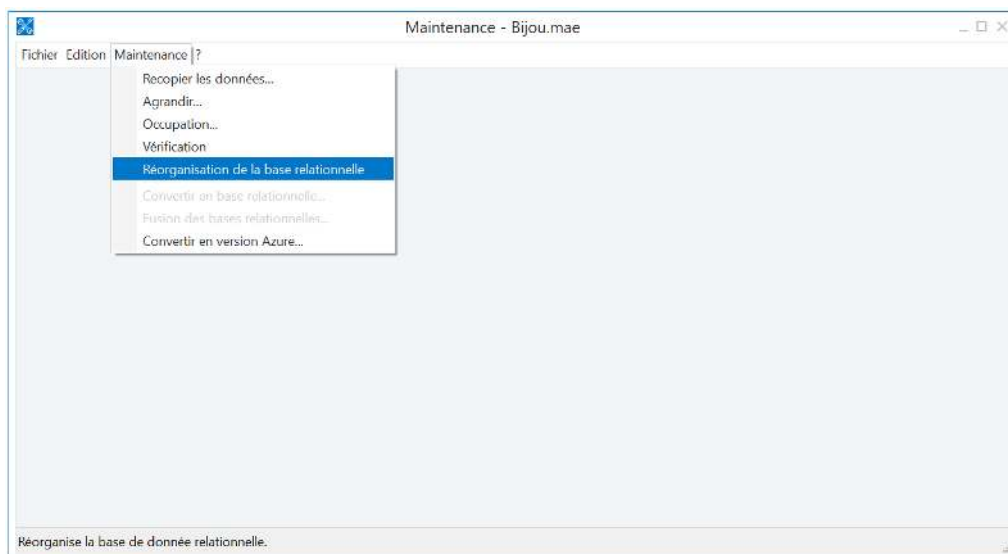 Maintenance - Bijou.mae
Fichier Edition Maintenance ?
Recopier les données...
Agrandir...
Occupation...
Vérification
Réorganisation de la base relationnelle
Convertir en base relationnelle...
Fusion des bases relationnelles...
Convertir en version Azure...
Réorganise la base de donnée relationnelle.